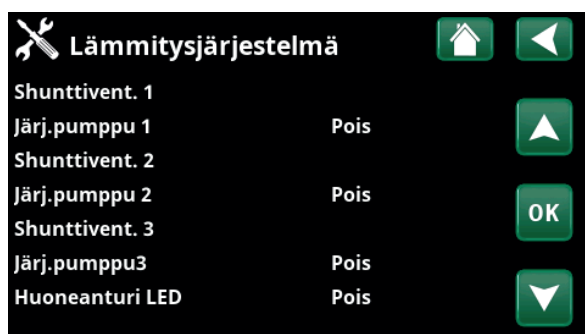 Lämmitysjärjestelmä
Shunttivent. 1
Järj.pumppu 1 Pois
Shunttivent. 2
Järj.pumppu 2 Pois
OK
Shunttivent. 3
Järj.pumppu3 Pois
Huoneanturi LED Pois